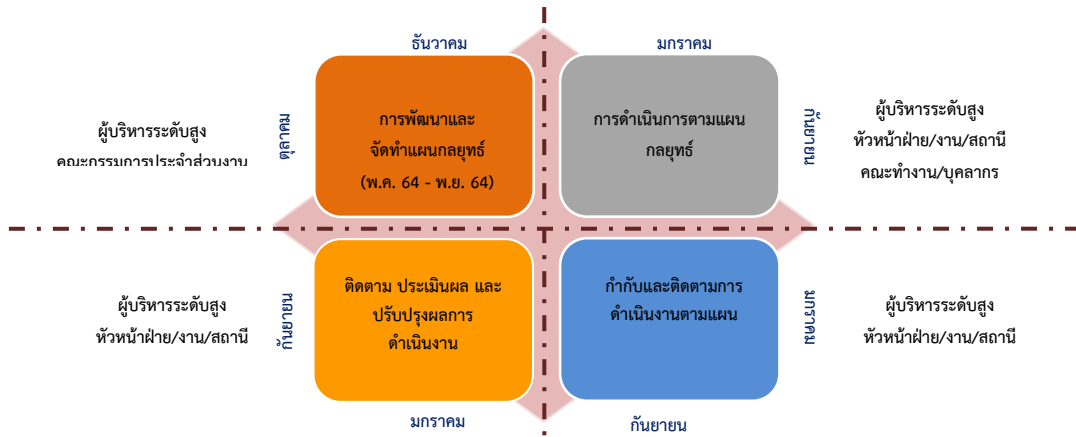 ธันวาคม
มกราคม
ผู้บริหารระดับสูง
คณะกรรมการประจำส่วนงาน
ตุลาคม
การพัฒนาและ
จัดทำแผนกลยุทธ์
(พ.ค. 64 - พ.ย. 64)
การดำเนินการตามแผน
กลยุทธ์
กันยายน
ผู้บริหารระดับสูง
หัวหน้าฝ่าย/งาน/สถานี
คณะทำงาน/บุคลากร
ผู้บริหารระดับสูง
หัวหน้าฝ่าย/งาน/สถานี
กันยายน
ติดตาม ประเมินผล และ
ปรับปรุงผลการ
ดำเนินงาน
กำกับและติดตามการ
ดำเนินงานตามแผน
มกราคม
ผู้บริหารระดับสูง
หัวหน้าฝ่าย/งาน/สถานี
มกราคม
กันยายน